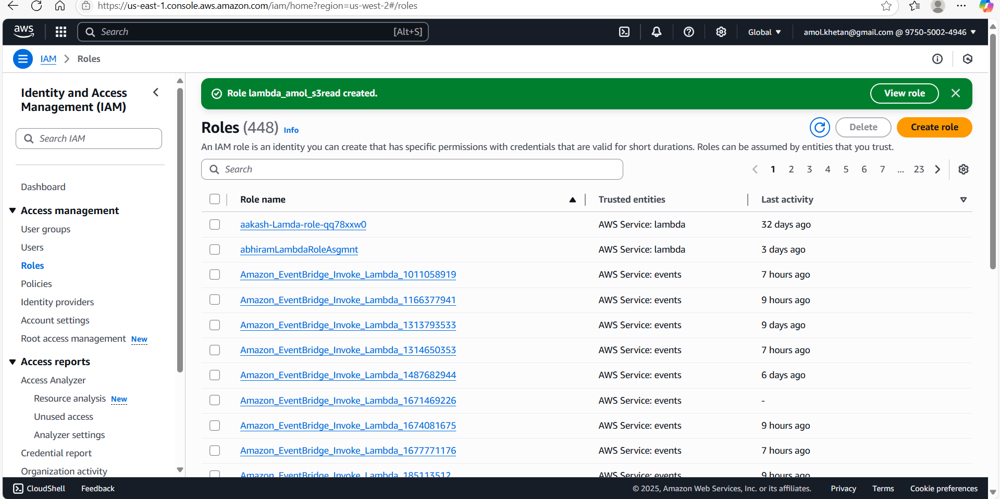 https://us-east-1.console.aws.amazon.com/iam/home?region=us-west-2#/roles
aws
Search [Alt+S]
Global
amol.khetan@gmail.com @ 9750-5002-4946
IAM > Roles
Identity and Access
Management (IAM)
Search IAM
Dashboard
Access management
User groups
Users
Roles
Policies
Identity providers
Account settings
Root access management New
Access reports
Access Analyzer
Resource analysis New
Unused access
Analyzer settings
Credential report
Organization activity
Role lambda_amol_s3read created.
View role
Roles (448) Info
Delete
Create role
An IAM role is an identity you can create that has specific permissions with credentials that are valid for short durations. Roles can be assumed by entities that you trust.
Search
1 2 3 4 5 6 7 ... 23
Role name Trusted entities Last activity
aakash-Lamda-role-qq78xxw0 AWS Service: lambda 32 days ago
abhiramLambdaRoleAsgmnt AWS Service: lambda 3 days ago
Amazon_EventBridge_Invoke_Lambda_1011058919 AWS Service: events 7 hours ago
Amazon_EventBridge_Invoke_Lambda_1166377941 AWS Service: events 9 hours ago
Amazon_EventBridge_Invoke_Lambda_1313793533 AWS Service: events 9 days ago
Amazon_EventBridge_Invoke_Lambda_1314650353 AWS Service: events 7 hours ago
Amazon_EventBridge_Invoke_Lambda_1487682944 AWS Service: events 6 days ago
Amazon_EventBridge_Invoke_Lambda_1671469226 AWS Service: events -
Amazon_EventBridge_Invoke_Lambda_1674081675 AWS Service: events 9 hours ago
Amazon_EventBridge_Invoke_Lambda_1677771176 AWS Service: events 7 hours ago
Amazon_EventBridge_Invoke_Lambda_185113512 AWS Service: events 9 hours ago
CloudShell Feedback
© 2025, Amazon Web Services, Inc. or its affiliates. Privacy Terms Cookie preferences